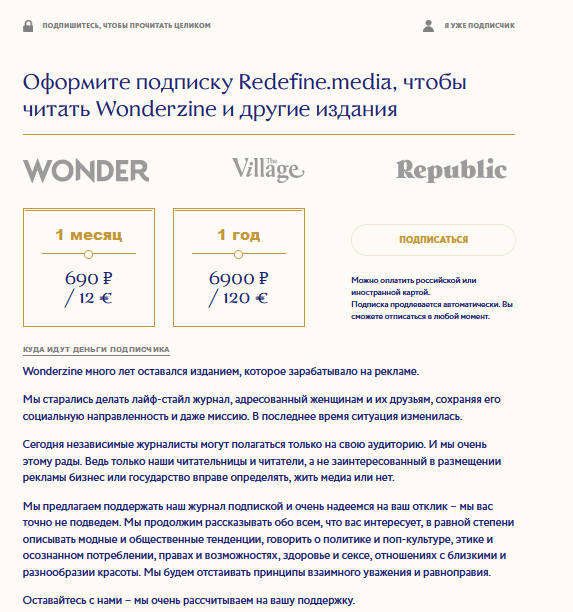 ПОДПИШИТЕСЬ, ЧТОБЫ ПРОЧИТАТЬ ЦЕЛИКОМ
Я УЖЕ ПОДПИСЧИК
Оформите подписку Redefine.media, чтобы
читать Wonderzine и другие издания
WONDER
The Village
Republic
1 месяц
690 ₽
/ 12 €
1 год
6900 ₽
/ 120 €
ПОДПИСАТЬСЯ
Можно оплатить российской или
иностранной картой.
Подписка продлевается автоматически. Вы
сможете отписаться в любой момент.
КУДА ИДУТ ДЕНЬГИ ПОДПИСЧИКА
Wonderzine много лет оставался изданием, которое зарабатывало на рекламе.
Мы старались делать лайф-стайл журнал, адресованный женщинам и их друзьям, сохраняя его
социальную направленность и даже миссию. В последнее время ситуация изменилась.
Сегодня независимые журналисты могут полагаться только на свою аудиторию. И мы очень
этому рады. Ведь только наши читательницы и читатели, а не заинтересованный в размещении
рекламы бизнес или государство вправе определять, жить медиа или нет.
Мы предлагаем поддержать наш журнал подпиской и очень надеемся на ваш отклик – мы вас
точно не подведем. Мы продолжим рассказывать обо всем, что вас интересует, в равной степени
описывать модные и общественные тенденции, говорить о политике и поп-культуре, этике и
осознанном потреблении, правах и возможностях, здоровье и сексе, отношениях с близкими и
разнообразии красоты. Мы будем отстаивать принципы взаимного уважения и равноправия.
Оставайтесь с нами – мы очень рассчитываем на вашу поддержку.